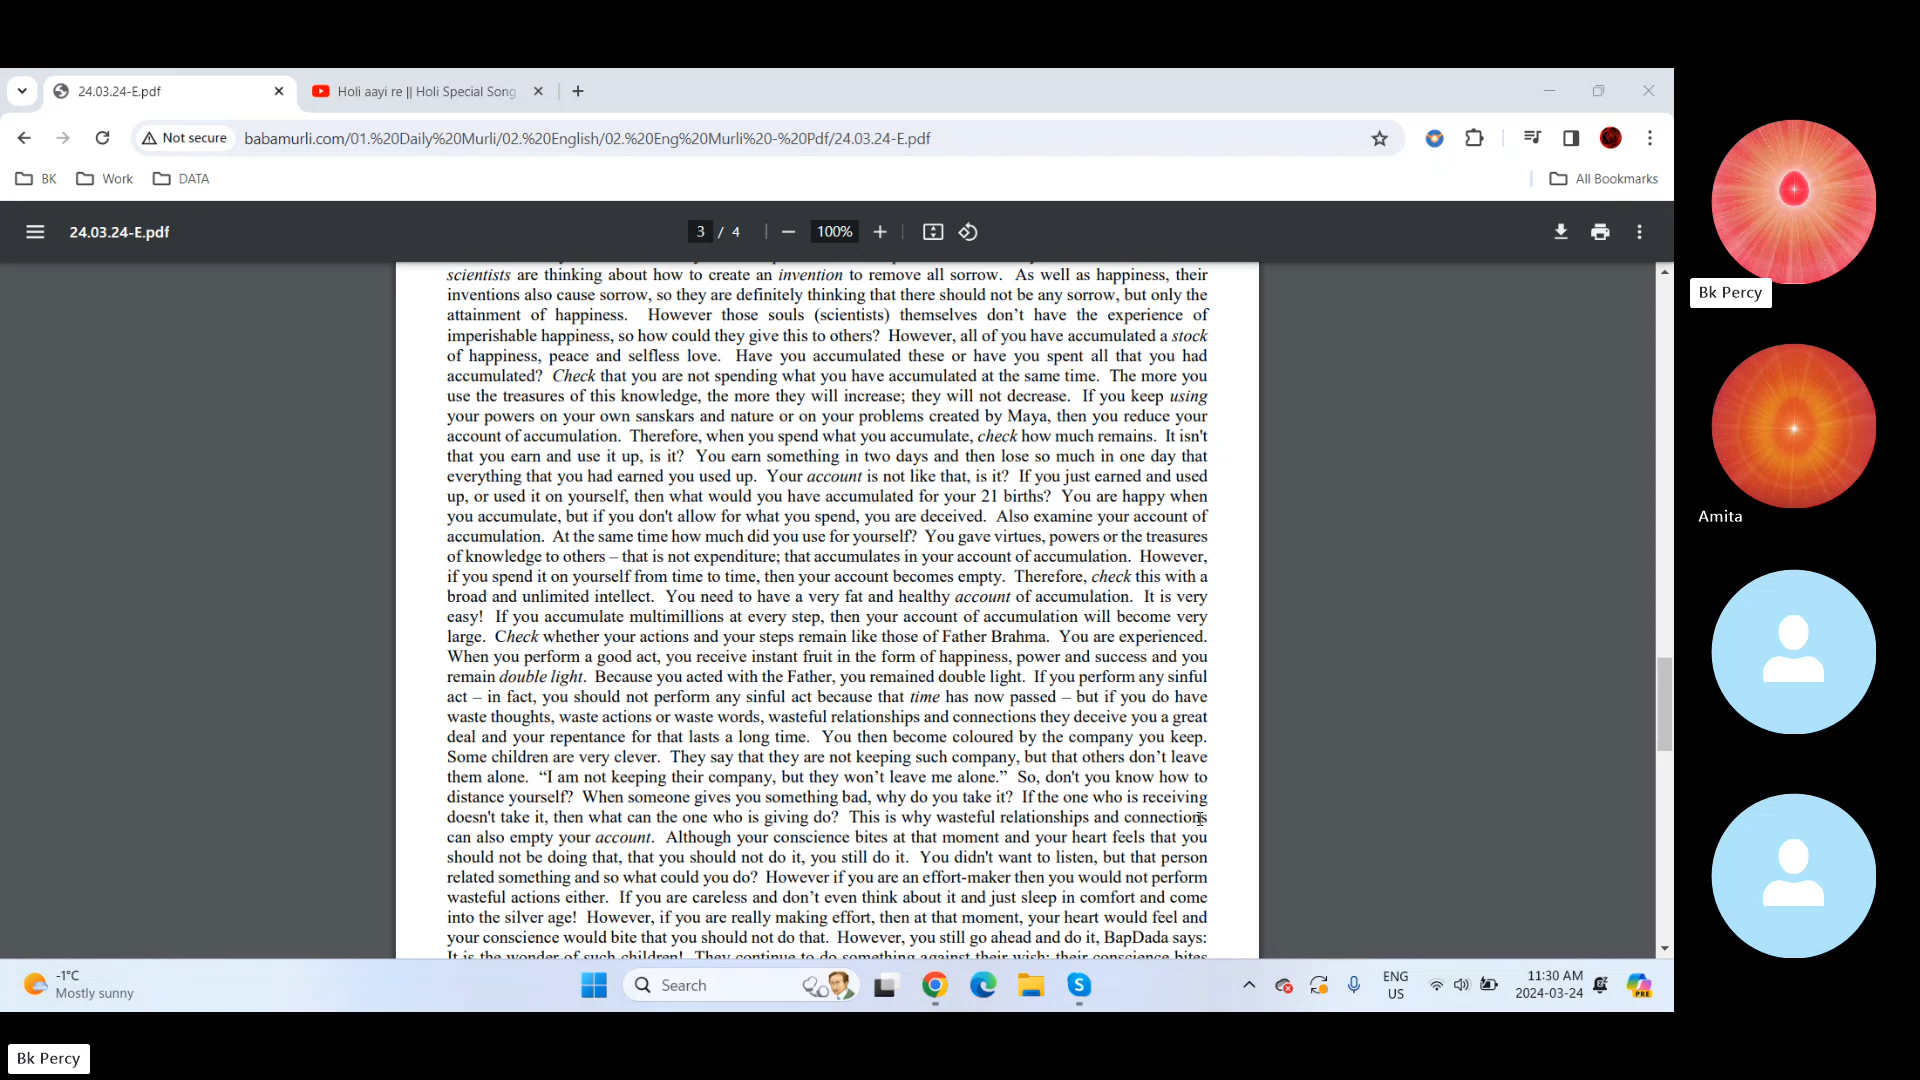 24.03.24-E.pdf
Holi aayi re || Holi Special Song
Not secure
babamurli.com/01.%20Daily%20Murli/02.%20English/02.%20Eng%20Murli%20-%20Pdf/24.03.24-E.pdf
BK
Work
DATA
All Bookmarks
24.03.24-E.pdf
3 / 4
100%
scientists are thinking about how to create an invention to remove all sorrow. As well as happiness, their
inventions also cause sorrow, so they are definitely thinking that there should not be any sorrow, but only the
attainment of happiness. However those souls (scientists) themselves don’t have the experience of
imperishable happiness, so how could they give this to others? However, all of you have accumulated a stock
of happiness, peace and selfless love. Have you accumulated these or have you spent all that you had
accumulated? Check that you are not spending what you have accumulated at the same time. The more you
use the treasures of this knowledge, the more they will increase; they will not decrease. If you keep using
your powers on your own sanskars and nature or on your problems created by Maya, then you reduce your
account of accumulation. Therefore, when you spend what you accumulate, check how much remains. It isn't
that you earn and use it up, is it? You earn something in two days and then lose so much in one day that
everything that you had earned you used up. Your account is not like that, is it? If you just earned and used
up, or used it on yourself, then what would you have accumulated for your 21 births? You are happy when
you accumulate, but if you don't allow for what you spend, you are deceived. Also examine your account of
accumulation. At the same time how much did you use for yourself? You gave virtues, powers or the treasures
of knowledge to others – that is not expenditure; that accumulates in your account of accumulation. However,
if you spend it on yourself from time to time, then your account becomes empty. Therefore, check this with a
broad and unlimited intellect. You need to have a very fat and healthy account of accumulation. It is very
easy! If you accumulate multimillions at every step, then your account of accumulation will become very
large. Check whether your actions and your steps remain like those of Father Brahma. You are experienced.
When you perform a good act, you receive instant fruit in the form of happiness, power and success and you
remain double light. Because you acted with the Father, you remained double light. If you perform any sinful
act – in fact, you should not perform any sinful act because that time has now passed – but if you do have
waste thoughts, waste actions or waste words, wasteful relationships and connections they deceive you a great
deal and your repentance for that lasts a long time. You then become coloured by the company you keep.
Some children are very clever. They say that they are not keeping such company, but that others don’t leave
them alone. “I am not keeping their company, but they won’t leave me alone.” So, don't you know how to
distance yourself? When someone gives you something bad, why do you take it? If the one who is receiving
doesn't take it, then what can the one who is giving do? This is why wasteful relationships and connections
can also empty your account. Although your conscience bites at that moment and your heart feels that you
should not be doing that, that you should not do it, you still do it. You didn't want to listen, but that person
related something and so what could you do? However if you are an effort-maker then you would not perform
wasteful actions either. If you are careless and don’t even think about it and just sleep in comfort and come
into the silver age! However, if you are really making effort, then at that moment, your heart would feel and
your conscience would bite that you should not do that. However, you still go ahead and do it, BapDada says:
It is the wonder of such children! They continue to do something against their wish; their conscience bites
Bk Percy
Amita
-1°C
Mostly sunny
Search
ENG
US
11:30 AM
2024-03-24
PRE
Bk Percy